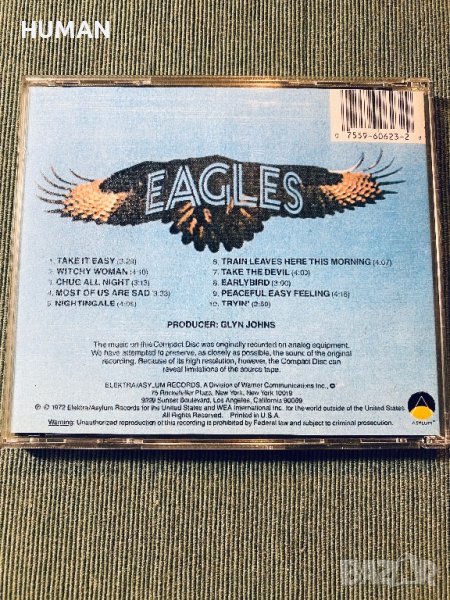 HUMAN
0 7559-60623-2
EAGLES
1. TAKE IT EASY (3:29)
2. WITCHY WOMAN (4:10)
3. CHUG ALL NIGHT (3:13)
4. MOST OF US ARE SAD (3:33)
5. NIGHTINGALE (4:06)
6. TRAIN LEAVES HERE THIS MORNING (4:07)
7. TAKE THE DEVIL (4:00)
8. EARLYBIRD (3:00)
9. PEACEFUL EASY FEELING (4:16)
10. TRYIN' (2:50)
PRODUCER: GLYN JOHNS
The music on this Compact Disc was originally recorded on analog equipment.
We have attempted to preserve, as closely as possible, the sound of the original
recording. Because of its high resolution, however, the Compact Disc can
reveal limitations of the source tape.
ELEKTRA/ASYLUM RECORDS, A Division of Warner Communications Inc.,
75 Rockefeller Plaza, New York, New York 10019
9229 Sunset Boulevard, Los Angeles, California 90069
℗ © 1972 Elektra/Asylum Records for the United States and WEA International Inc. for the world outside of the United States.
All Rights Reserved. Printed in U.S.A.
Warning: Unauthorized reproduction of this recording is prohibited by Federal law and subject to criminal prosecution.
ASYLUM
BAZAR